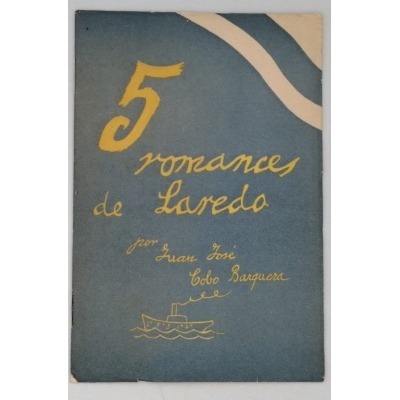 5
romances
de Laredo
por
Juan José
Cobo Barquera